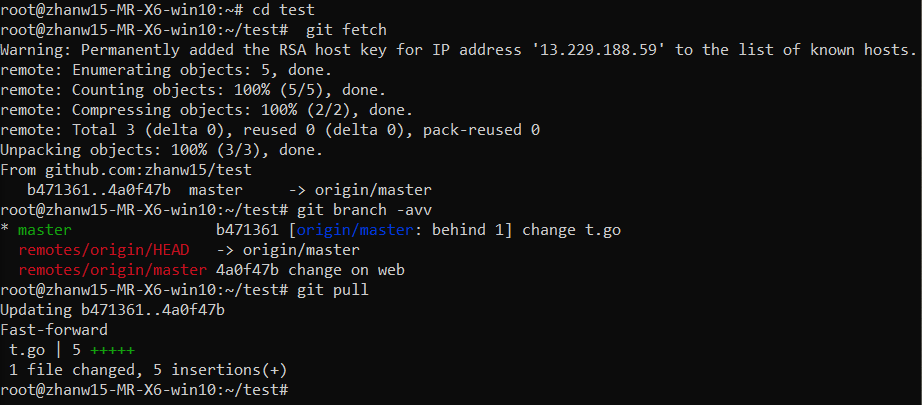 root@zhanw15-MR-X6-win10:~# cd test
root@zhanw15-MR-X6-win10:~/test#  git fetch
Warning: Permanently added the RSA host key for IP address '13.229.188.59' to the list of known hosts.
remote: Enumerating objects: 5, done.
remote: Counting objects: 100% (5/5), done.
remote: Compressing objects: 100% (2/2), done.
remote: Total 3 (delta 0), reused 0 (delta 0), pack-reused 0
Unpacking objects: 100% (3/3), done.
From github.com:zhanw15/test
   b471361..4a0f47b  master     -> origin/master
root@zhanw15-MR-X6-win10:~/test# git branch -avv
* master                b471361 [origin/master: behind 1] change t.go
  remotes/origin/HEAD   -> origin/master
  remotes/origin/master 4a0f47b change on web
root@zhanw15-MR-X6-win10:~/test# git pull
Updating b471361..4a0f47b
Fast-forward
 t.go | 5 +++++
 1 file changed, 5 insertions(+)
root@zhanw15-MR-X6-win10:~/test#